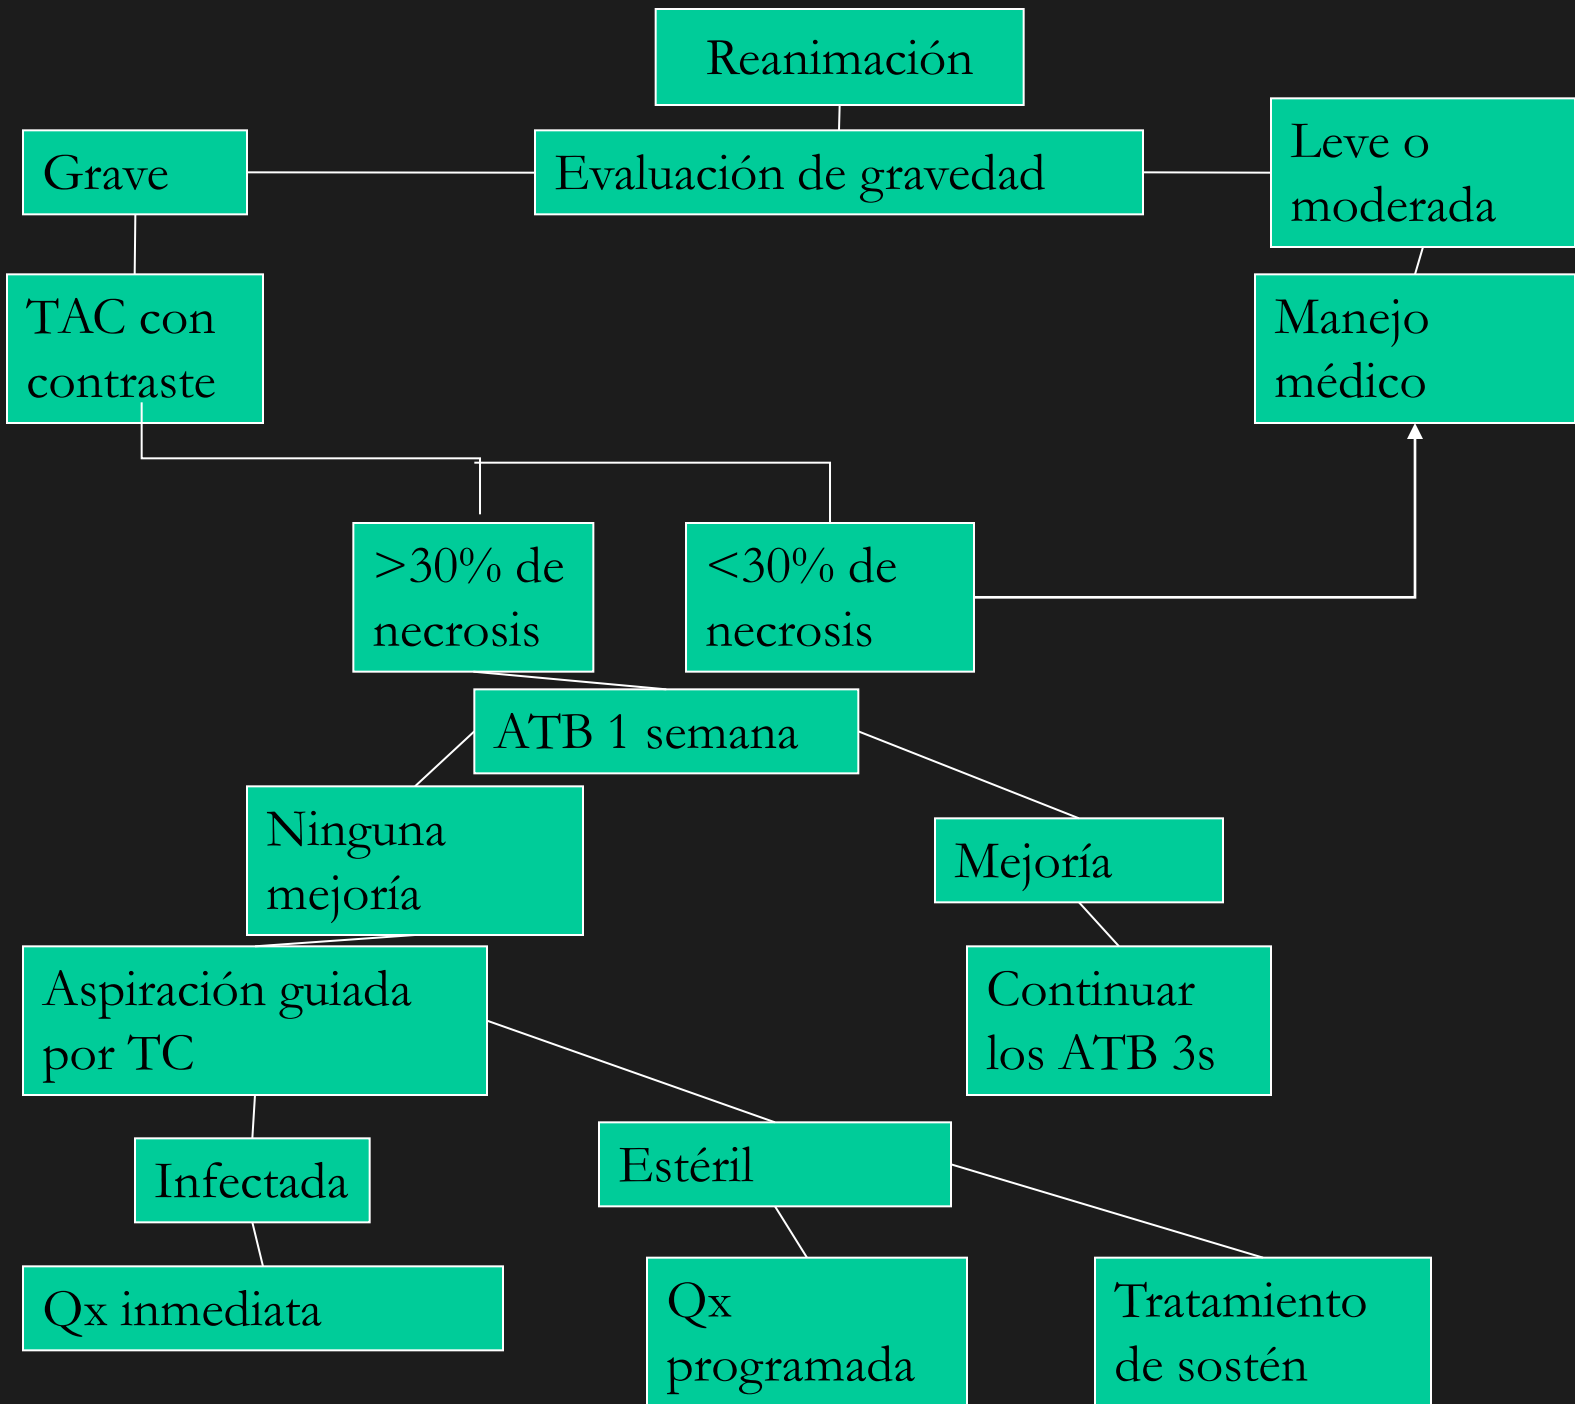 Reanimación
Grave
Evaluación de gravedad
Leve o
moderada
TAC con
contraste
Manejo
médico
>30% de
necrosis
<30% de
necrosis
ATB 1 semana
Ninguna
mejoría
Mejoría
Aspiración guiada
por TC
Continuar
los ATB 3s
Infectada
Estéril
Qx inmediata
Qx
programada
Tratamiento
de sostén